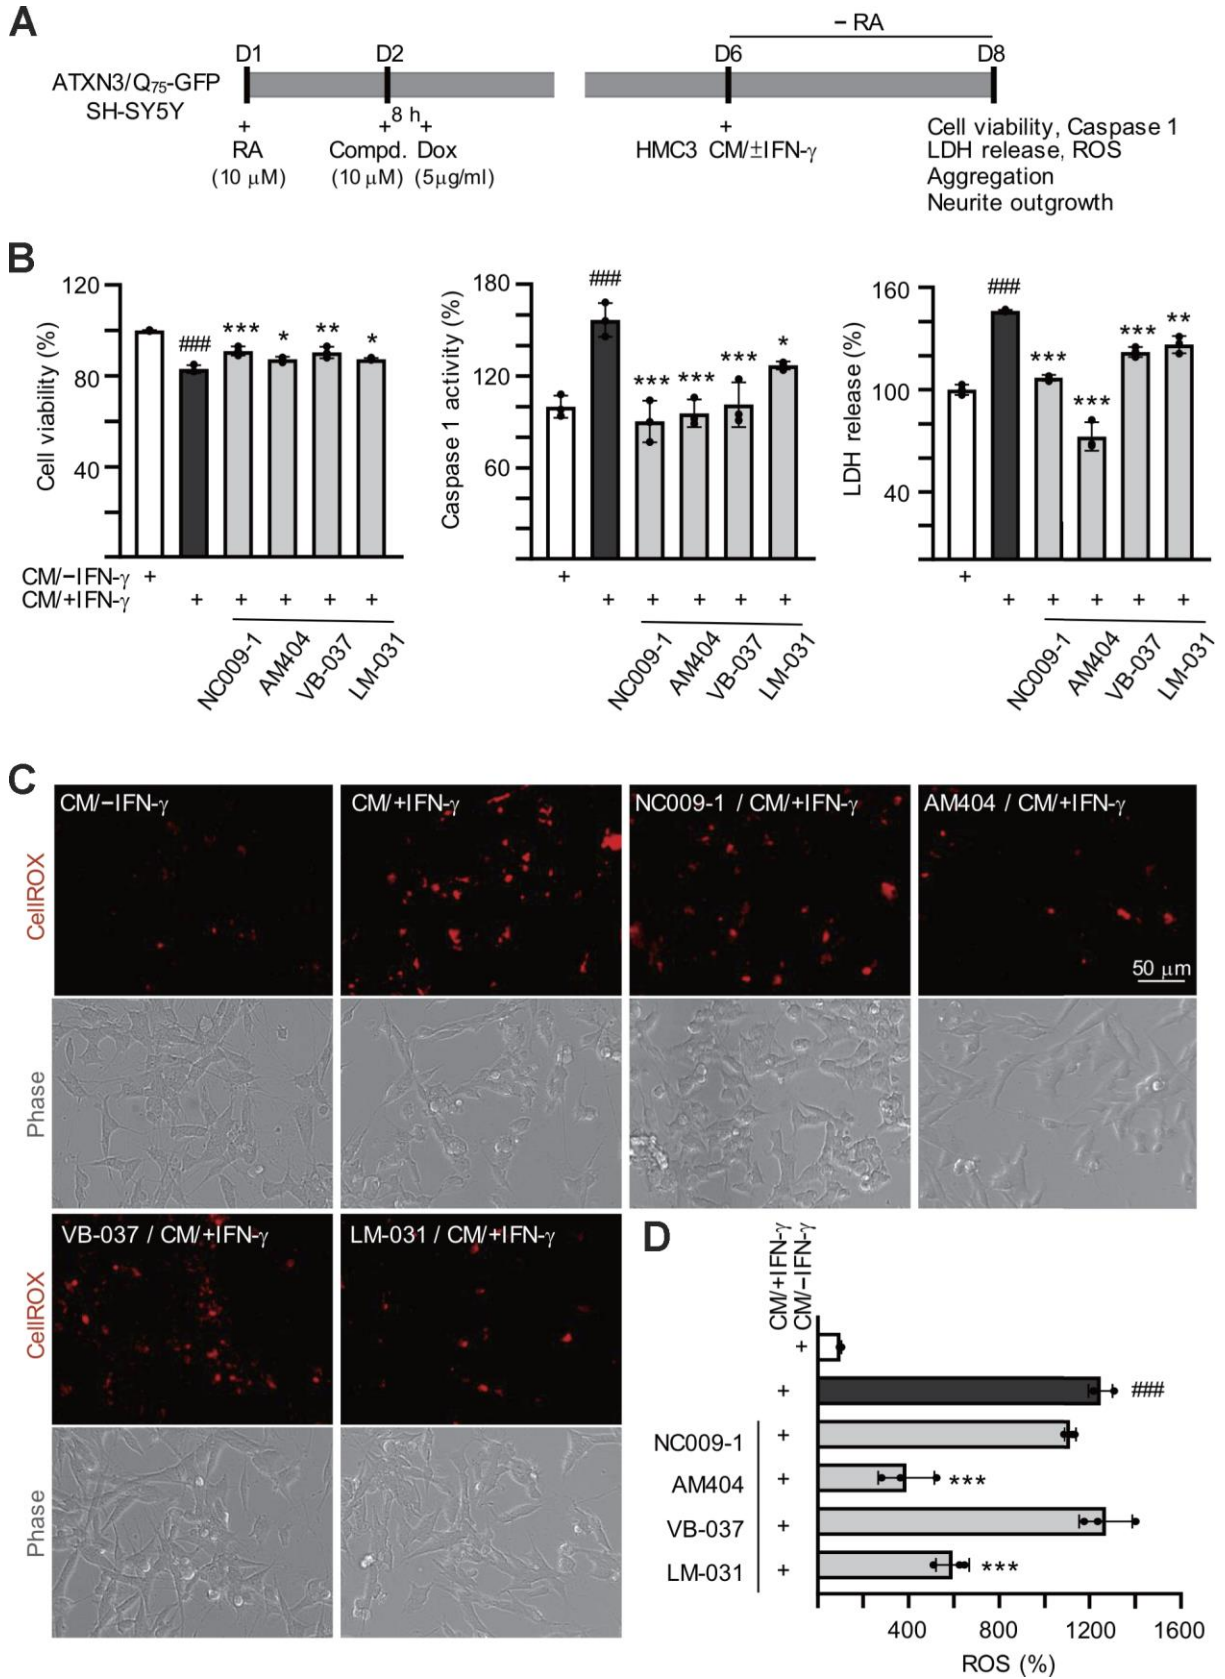 A
− RA
D1 D2 D6 D8
ATXN3/Q75-GFP
SH-SY5Y
8 h
+ + + +
RA Compd. Dox HMC3 CM/±IFN-γ
(10 μM) (10 μM) (5μg/ml)
Cell viability, Caspase 1
LDH release, ROS
Aggregation
Neurite outgrowth
B
Cell viability (%)
120
80
40
###
***
*
**
*
Caspase 1 activity (%)
180
120
60
###
***
***
***
*
LDH release (%)
160
100
40
###
***
***
***
**
CM/−IFN-γ + + +
CM/+IFN-γ + + + + + + + + + + + + + + +
NC009-1 AM404 VB-037 LM-031
NC009-1 AM404 VB-037 LM-031
NC009-1 AM404 VB-037 LM-031
C
CellROX
CM/−IFN-γ
CM/+IFN-γ
NC009-1 / CM/+IFN-γ
AM404 / CM/+IFN-γ
50 μm
Phase
CellROX
VB-037 / CM/+IFN-γ
LM-031 / CM/+IFN-γ
Phase
D
CM/+IFN-γ
CM/−IFN-γ
+
+ ###
NC009-1 +
AM404 + ***
VB-037 +
LM-031 + ***
400 800 1200 1600
ROS (%)